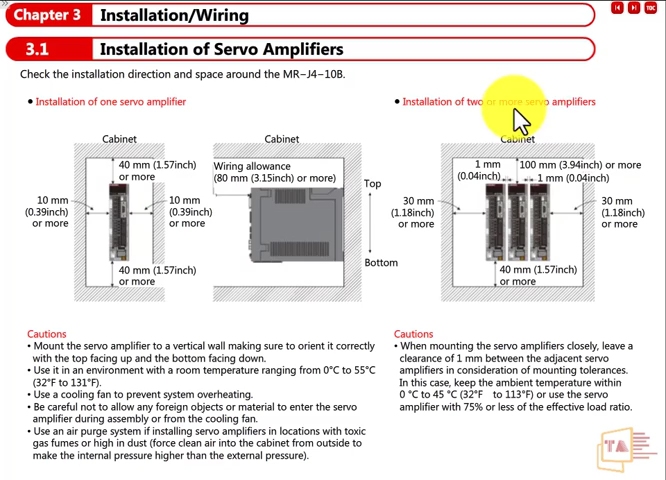 Chapter 3 Installation/Wiring
TOC
3.1 Installation of Servo Amplifiers
Check the installation direction and space around the MR-J4-10B.
● Installation of one servo amplifier
Cabinet
40 mm (1.57inch)
or more
10 mm
(0.39inch)
or more
10 mm
(0.39inch)
or more
40 mm (1.57inch)
or more
Cabinet
Wiring allowance
(80 mm (3.15inch) or more)
Top
Bottom
● Installation of two or more servo amplifiers
Cabinet
1 mm
(0.04inch)
100 mm (3.94inch) or more
1 mm (0.04inch)
30 mm
(1.18inch)
or more
30 mm
(1.18inch)
or more
40 mm (1.57inch)
or more
Cautions
• Mount the servo amplifier to a vertical wall making sure to orient it correctly
with the top facing up and the bottom facing down.
• Use it in an environment with a room temperature ranging from 0°C to 55°C
(32°F to 131°F).
• Use a cooling fan to prevent system overheating.
• Be careful not to allow any foreign objects or material to enter the servo
amplifier during assembly or from the cooling fan.
• Use an air purge system if installing servo amplifiers in locations with toxic
gas fumes or high in dust (force clean air into the cabinet from outside to
make the internal pressure higher than the external pressure).
Cautions
• When mounting the servo amplifiers closely, leave a
clearance of 1 mm between the adjacent servo
amplifiers in consideration of mounting tolerances.
In this case, keep the ambient temperature within
0 °C to 45 °C (32°F to 113°F) or use the servo
amplifier with 75% or less of the effective load ratio.
TA